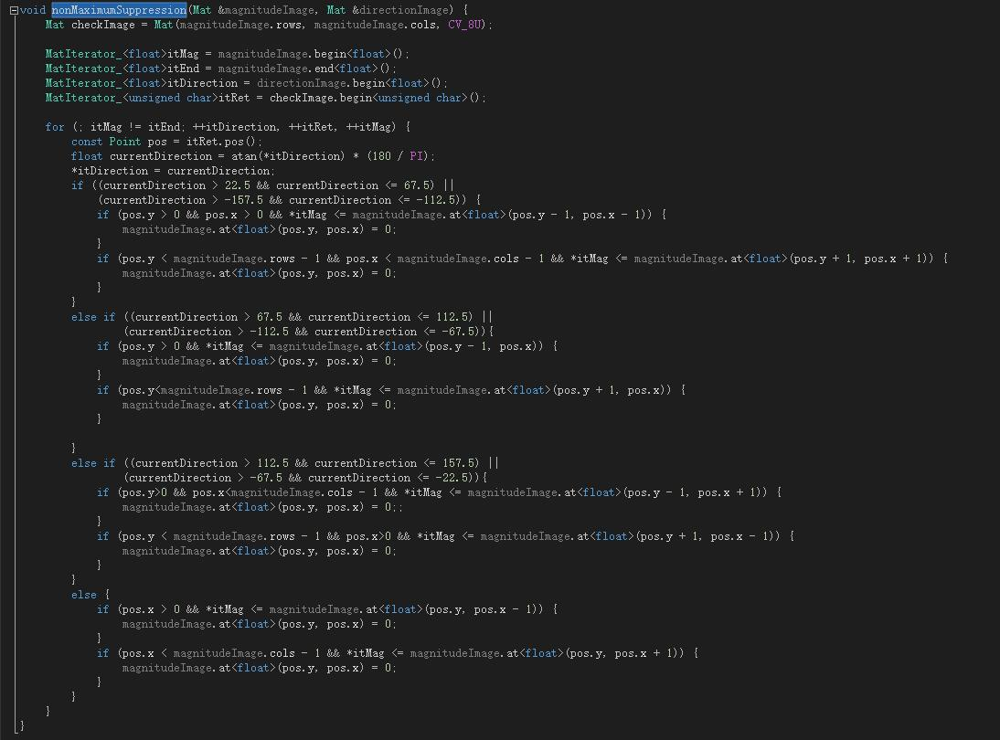 void nonMaximumSuppression(Mat &magnitudeImage, Mat &directionImage) {
    Mat checkImage = Mat(magnitudeImage.rows, magnitudeImage.cols, CV_8U);

    MatIterator_<float>itMag = magnitudeImage.begin<float>();
    MatIterator_<float>itEnd = magnitudeImage.end<float>();
    MatIterator_<float>itDirection = directionImage.begin<float>();
    MatIterator_<unsigned char>itRet = checkImage.begin<unsigned char>();

    for (; itMag != itEnd; ++itDirection, ++itRet, ++itMag) {
        const Point pos = itRet.pos();
        float currentDirection = atan(*itDirection) * (180 / PI);
        *itDirection = currentDirection;
        if ((currentDirection > 22.5 && currentDirection <= 67.5) ||
            (currentDirection > -157.5 && currentDirection <= -112.5)) {
            if (pos.y > 0 && pos.x > 0 && *itMag <= magnitudeImage.at<float>(pos.y - 1, pos.x - 1)) {
                magnitudeImage.at<float>(pos.y, pos.x) = 0;
            }
            if (pos.y < magnitudeImage.rows - 1 && pos.x < magnitudeImage.cols - 1 && *itMag <= magnitudeImage.at<float>(pos.y + 1, pos.x + 1)) {
                magnitudeImage.at<float>(pos.y, pos.x) = 0;
            }
        }
        else if ((currentDirection > 67.5 && currentDirection <= 112.5) ||
                (currentDirection > -112.5 && currentDirection <= -67.5)){
            if (pos.y > 0 && *itMag <= magnitudeImage.at<float>(pos.y - 1, pos.x)) {
                magnitudeImage.at<float>(pos.y, pos.x) = 0;
            }
            if (pos.y<magnitudeImage.rows - 1 && *itMag <= magnitudeImage.at<float>(pos.y + 1, pos.x)) {
                magnitudeImage.at<float>(pos.y, pos.x) = 0;
            }

        }
        else if ((currentDirection > 112.5 && currentDirection <= 157.5) ||
                (currentDirection > -67.5 && currentDirection <= -22.5)){
            if (pos.y>0 && pos.x<magnitudeImage.cols - 1 && *itMag <= magnitudeImage.at<float>(pos.y - 1, pos.x + 1)) {
                magnitudeImage.at<float>(pos.y, pos.x) = 0;;
            }
            if (pos.y < magnitudeImage.rows - 1 && pos.x>0 && *itMag <= magnitudeImage.at<float>(pos.y + 1, pos.x - 1)) {
                magnitudeImage.at<float>(pos.y, pos.x) = 0;
            }
        }
        else {
            if (pos.x > 0 && *itMag <= magnitudeImage.at<float>(pos.y, pos.x - 1)) {
                magnitudeImage.at<float>(pos.y, pos.x) = 0;
            }
            if (pos.x < magnitudeImage.cols - 1 && *itMag <= magnitudeImage.at<float>(pos.y, pos.x + 1)) {
                magnitudeImage.at<float>(pos.y, pos.x) = 0;
            }
        }
    }
}